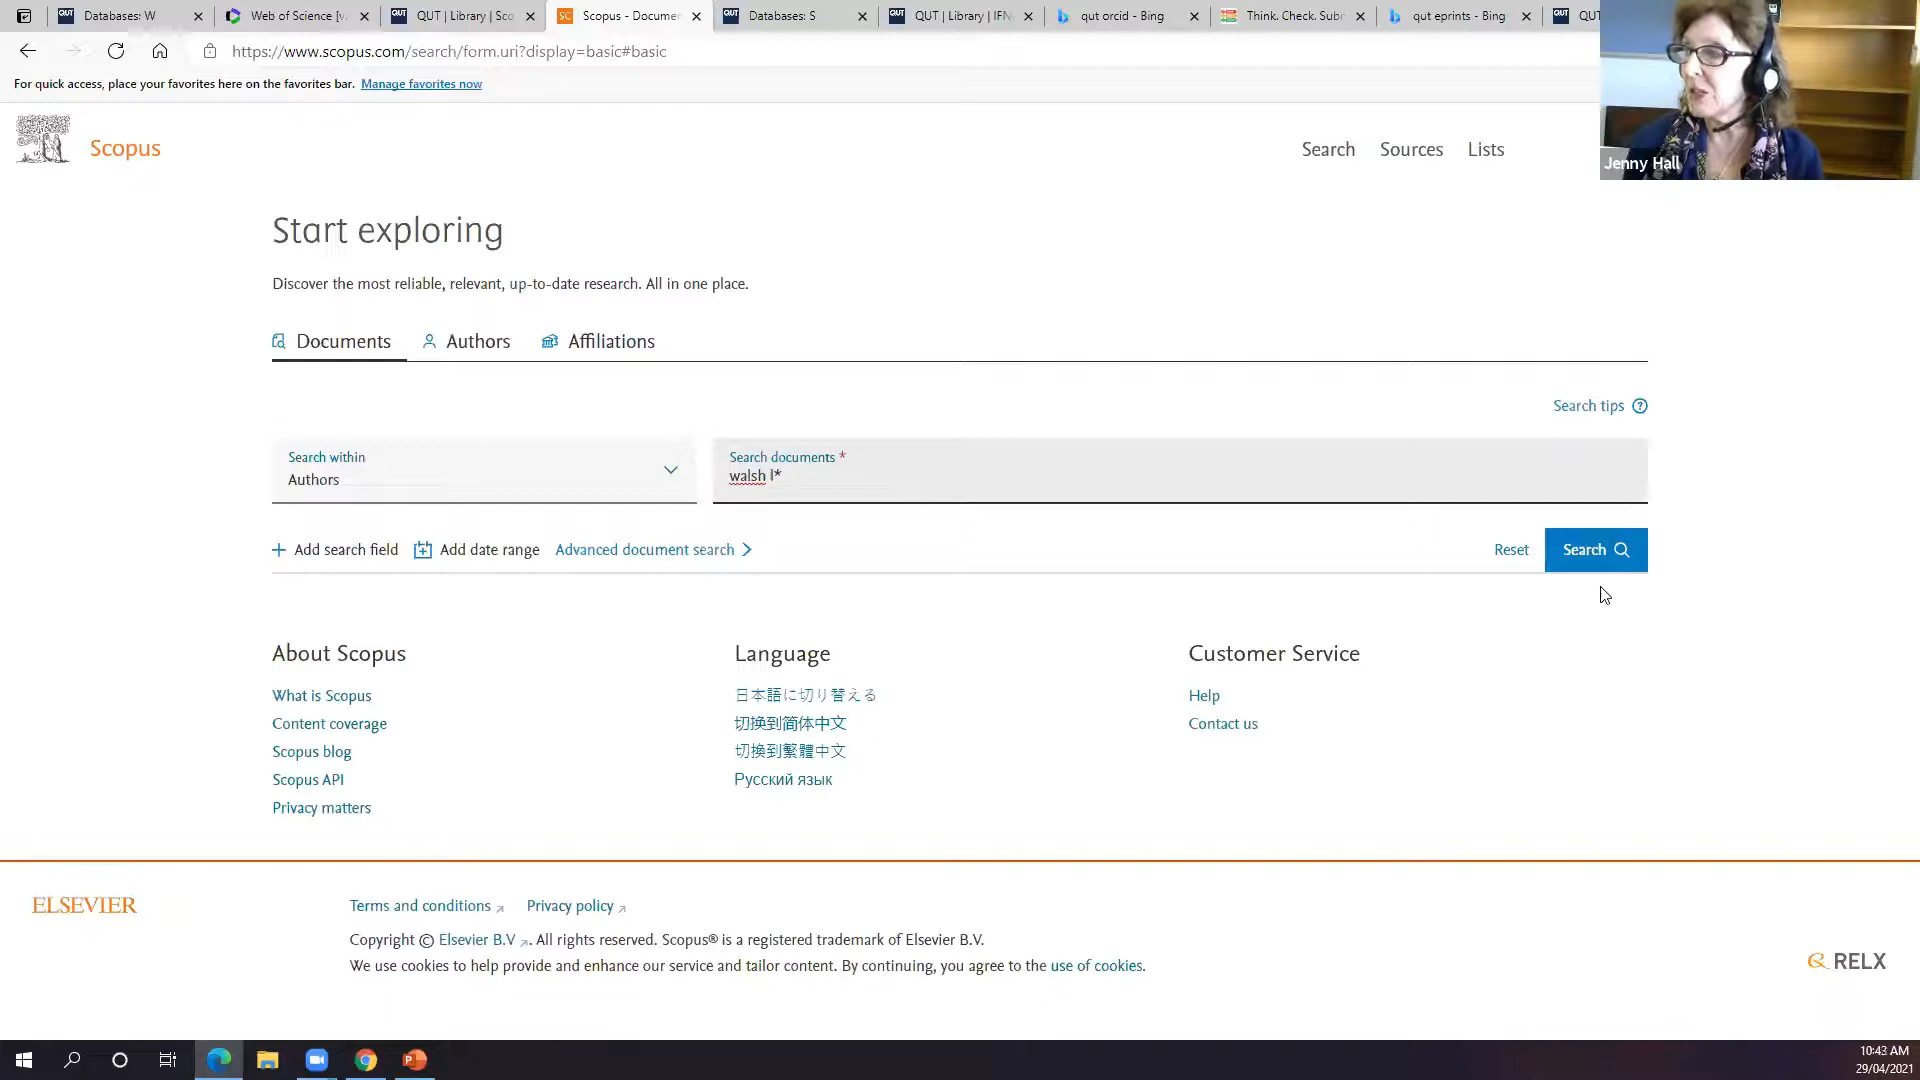 Databases: W
Web of Science [v.
QUT | Library | Sco
Scopus - Documen
Databases: S
QUT | Library | IFN
qut orcid - Bing
Think. Check. Subm
qut eprints - Bing
QUT
https://www.scopus.com/search/form.uri?display=basic#basic
For quick access, place your favorites here on the favorites bar. Manage favorites now
Scopus
Search Sources Lists
Jenny Hall
Start exploring
Discover the most reliable, relevant, up-to-date research. All in one place.
Documents Authors Affiliations
Search tips ?
Search within
Authors
Search documents *
walsh l*
+ Add search field Add date range Advanced document search >
Reset Search
About Scopus
What is Scopus
Content coverage
Scopus blog
Scopus API
Privacy matters
Language
日本語に切り替える
切换到简体中文
切換到繁體中文
Русский язык
Customer Service
Help
Contact us
ELSEVIER
Terms and conditions Privacy policy
Copyright © Elsevier B.V . All rights reserved. Scopus® is a registered trademark of Elsevier B.V.
We use cookies to help provide and enhance our service and tailor content. By continuing, you agree to the use of cookies.
RELX
10:43 AM
29/04/2021